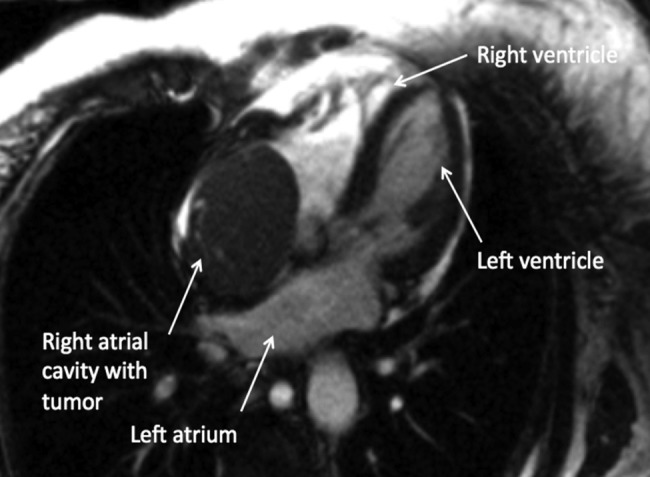 Right ventricle
Left ventricle
Right atrial
cavity with
tumor
Left atrium